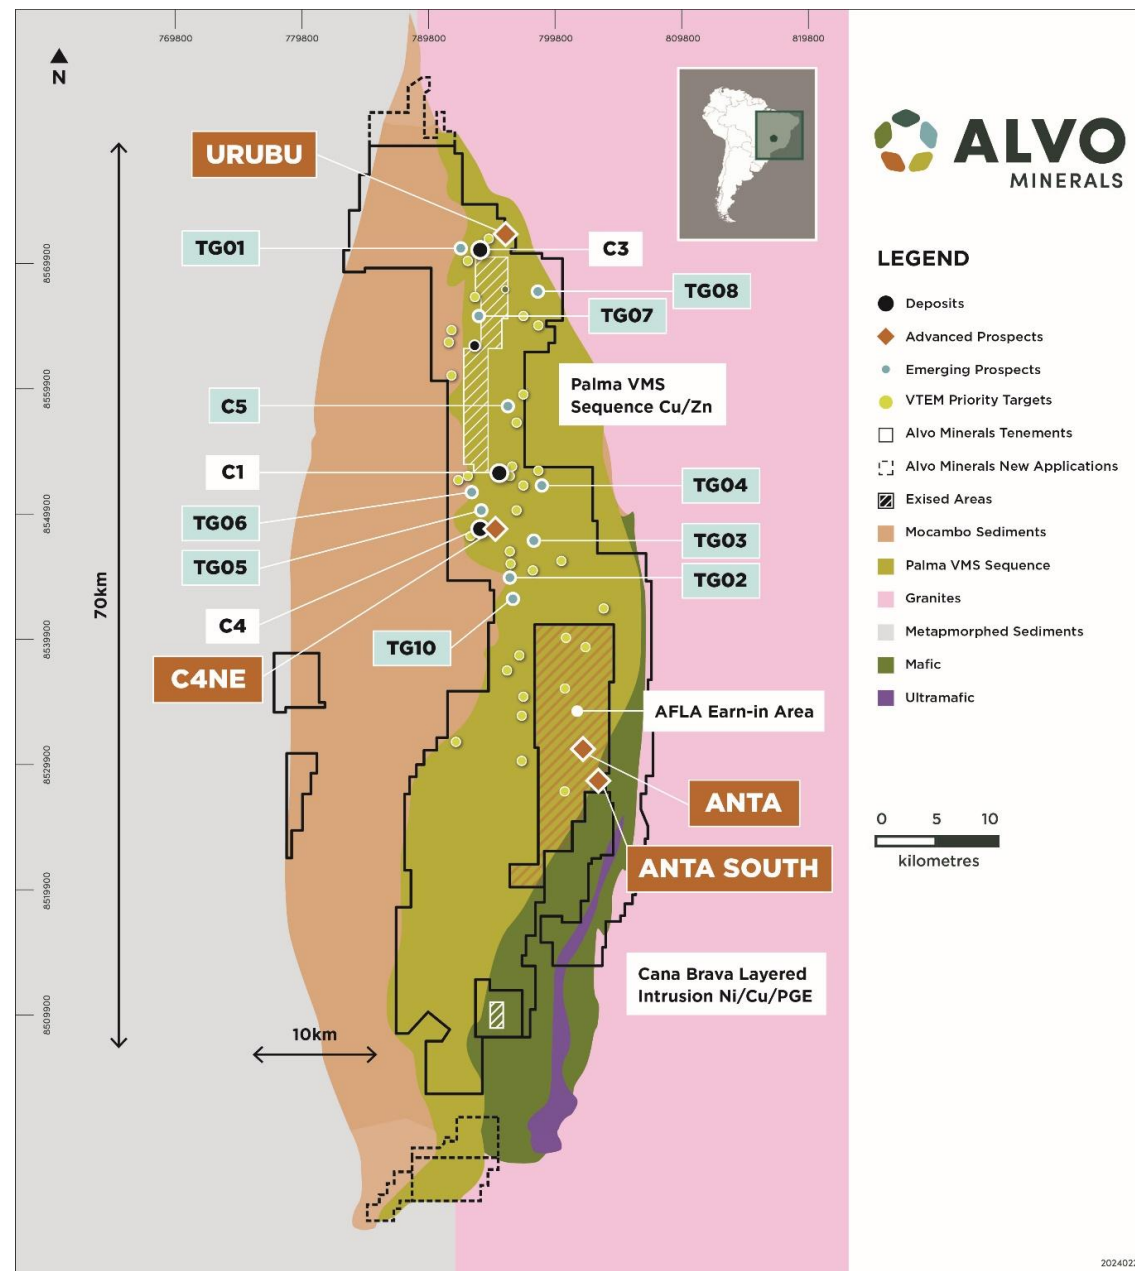 769800
779800
789800
799800
809800
819800
N
URUBU
ALVO
MINERALS
TG01
C3
8569900
TG08
TG07
LEGEND
Deposits
Advanced Prospects
Emerging Prospects
VTEM Priority Targets
Alvo Minerals Tenements
Alvo Minerals New Applications
Exised Areas
Mocambo Sediments
Palma VMS Sequence
Granites
Metapmorphed Sediments
Mafic
Ultramafic
8559900
Palma VMS
Sequence Cu/Zn
C5
C1
TG04
8549900
TG06
TG03
TG05
TG02
70km
C4
8539900
TG10
C4NE
AFLA Earn-in Area
8529900
ANTA
0 5 10
kilometres
ANTA SOUTH
8519900
Cana Brava Layered
Intrusion Ni/Cu/PGE
8509900
10km